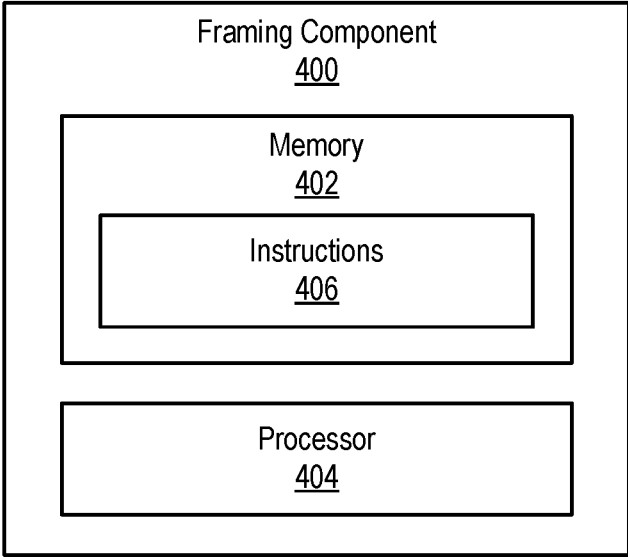 Framing Component
400
Memory
402
Instructions
406
Processor
404